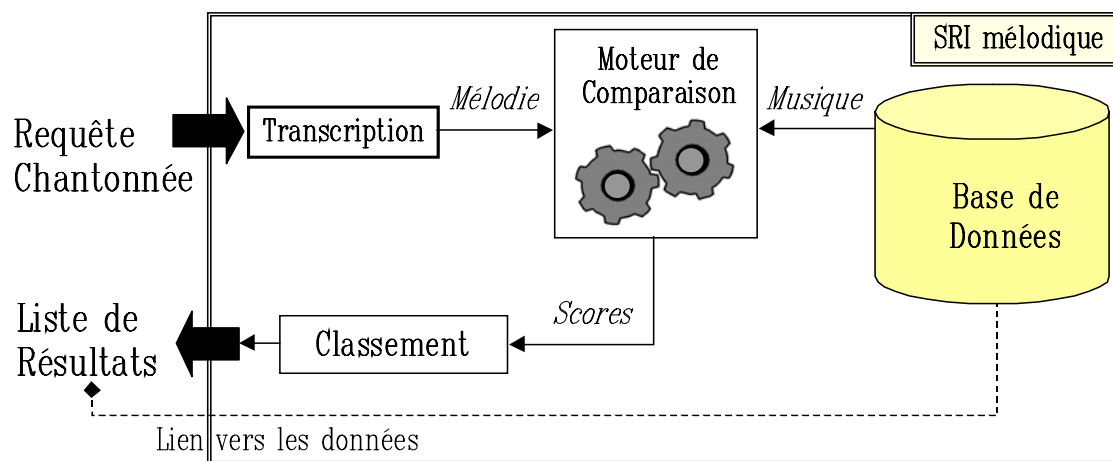 SRI mélodique
Requête
Chantonnée
Transcription
Mélodie
Moteur de
Comparaison
Musique
Base de
Données
Scores
Classement
Liste de
Résultats
Lien vers les données